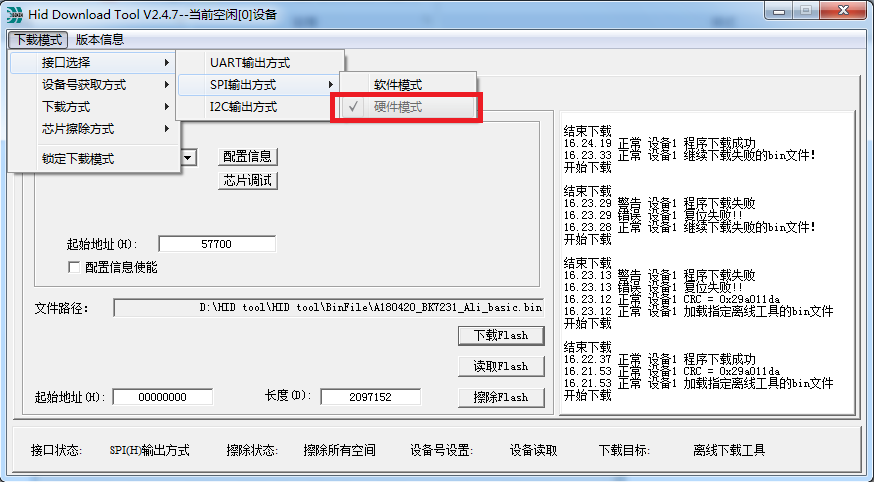 Hid Download Tool V2.4.7--当前空闲[0]设备
下载模式 版本信息
接口选择
设备号获取方式
下载方式
芯片擦除方式
锁定下载模式
UART输出方式
SPI输出方式
I2C输出方式
软件模式
硬件模式
配置信息
芯片调试
起始地址(H): 57700
配置信息使能
文件路径: D:\HID tool\HID tool\BinFile\A180420_BK7231_Ali_basic.bin
下载Flash
读取Flash
起始地址(H): 00000000 长度(D): 2097152 擦除Flash
结束下载
16.24.19 正常 设备1 程序下载成功
16.23.33 正常 设备1 继续下载失败的bin文件!
开始下载
结束下载
16.23.29 警告 设备1 程序下载失败
16.23.29 错误 设备1 复位失败!!
16.23.28 正常 设备1 继续下载失败的bin文件!
开始下载
结束下载
16.23.13 警告 设备1 程序下载失败
16.23.13 错误 设备1 复位失败!!
16.23.12 正常 设备1 CRC = 0x29a011da
16.23.12 正常 设备1 加载指定离线工具的bin文件
开始下载
结束下载
16.22.37 正常 设备1 程序下载成功
16.21.53 正常 设备1 CRC = 0x29a011da
16.21.53 正常 设备1 加载指定离线工具的bin文件
开始下载
接口状态: SPI(H)输出方式 擦除状态: 擦除所有空间 设备号设置: 设备读取 下载目标: 离线下载工具